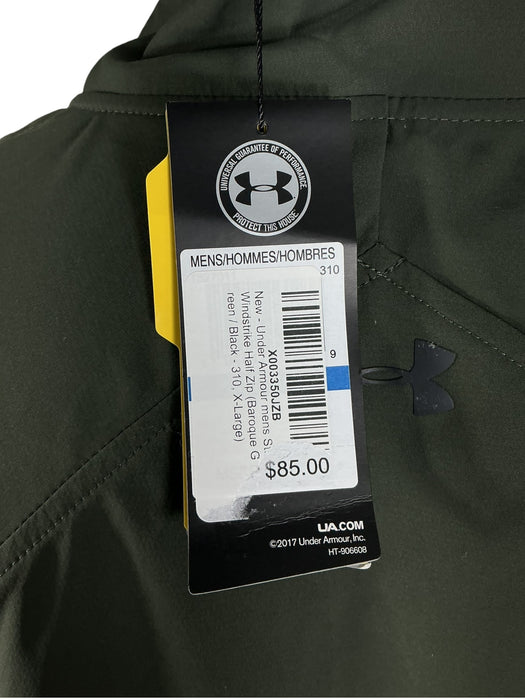 UNIVERSAL GUARANTEE OF PERFORMANCE
PROTECT THIS HOUSE
MENS/HOMMES/HOMBRES
310
9
X003350JZB
New - Under Armour mens
Windstrike Half Zip (Baroque G
reen / Black - 310, X-Large)
$85.00
UA.COM
©2017 Under Armour, Inc.
HT-906608